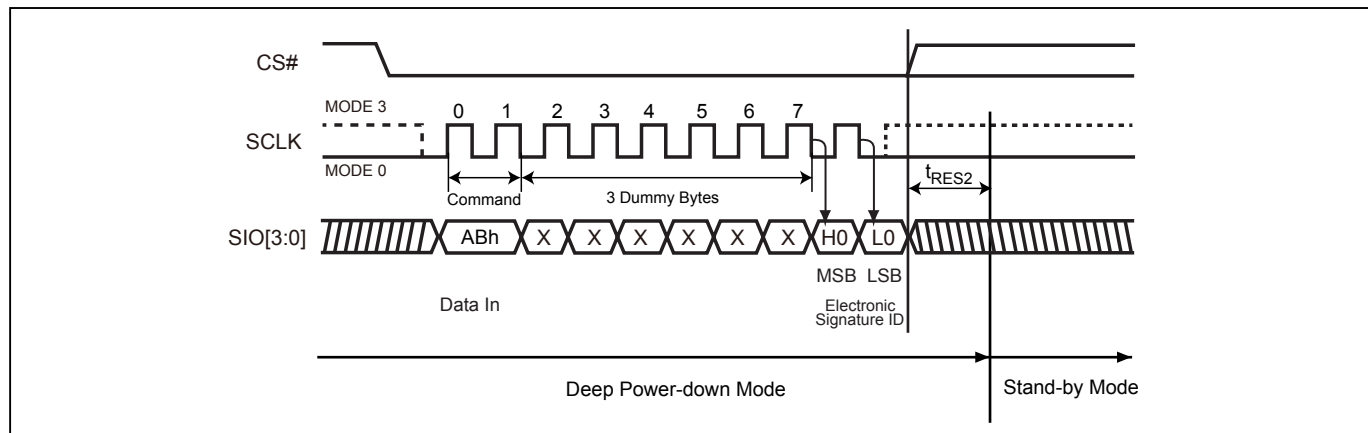 CS#
MODE 3
0 1 2 3 4 5 6 7
SCLK
MODE 0
tRES2
Command
3 Dummy Bytes
SIO[3:0]
ABh X X X X X X H0 L0
MSB LSB
Data In
Electronic
Signature ID
Deep Power-down Mode
Stand-by Mode